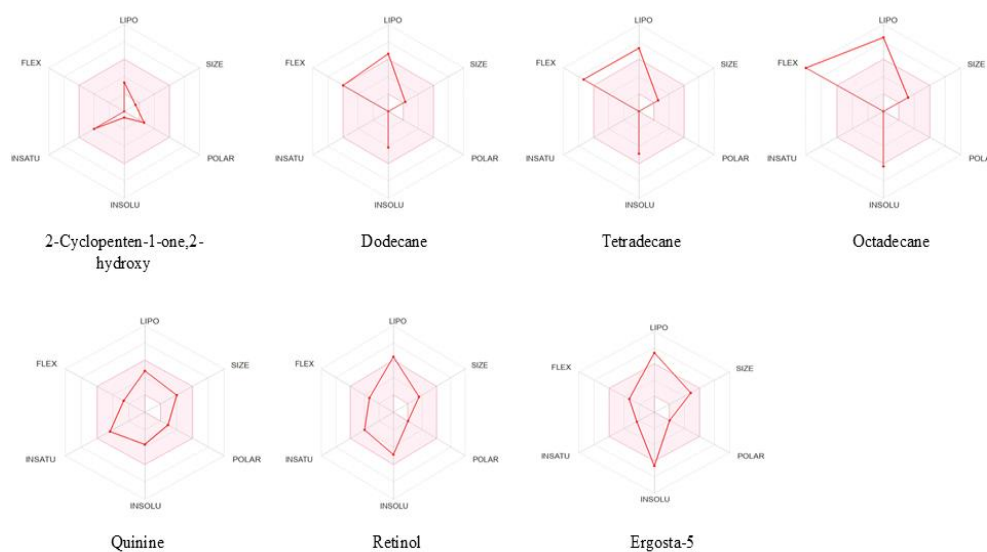 LIPO
FLEX
SIZE
INSATU
POLAR
INSOLU
2-Cyclopenten-1-one,2-
hydroxy
LIPO
FLEX
SIZE
INSATU
POLAR
INSOLU
Dodecane
LIPO
FLEX
SIZE
INSATU
POLAR
INSOLU
Tetradecane
LIPO
FLEX
SIZE
INSATU
POLA
INSOLU
Octadecane
LIPO
FLEX
SIZE
INSATU
POLAR
INSOLU
Quinine
LIPO
FLEX
SIZE
INSATU
POLAR
INSOLU
Retinol
LIPO
FLEX
SIZE
INSATU
POLAR
INSOLU
Ergosta-5